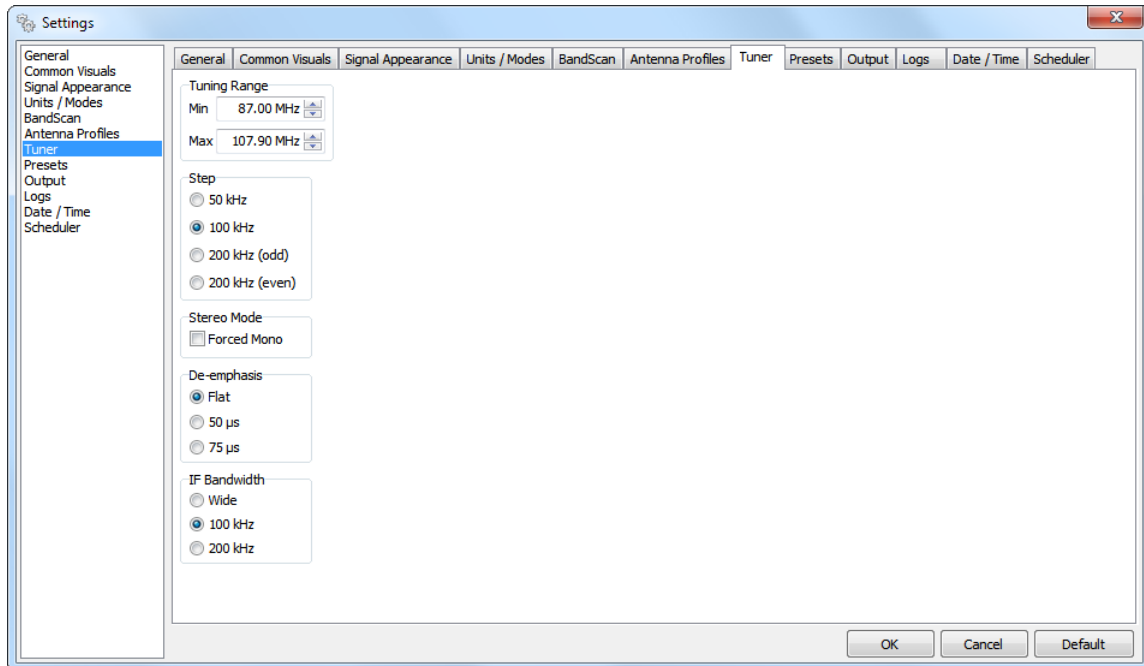 Settings
General
Common Visuals
Signal Appearance
Units / Modes
BandScan
Antenna Profiles
Tuner
Presets
Output
Logs
Date / Time
Scheduler
General Common Visuals Signal Appearance Units / Modes BandScan Antenna Profiles Tuner Presets Output Logs Date / Time Scheduler
Tuning Range
Min 87.00 MHz
Max 107.90 MHz
Step
50 kHz
100 kHz
200 kHz (odd)
200 kHz (even)
Stereo Mode
Forced Mono
De-emphasis
Flat
50 µs
75 µs
IF Bandwidth
Wide
100 kHz
200 kHz
OK Cancel Default